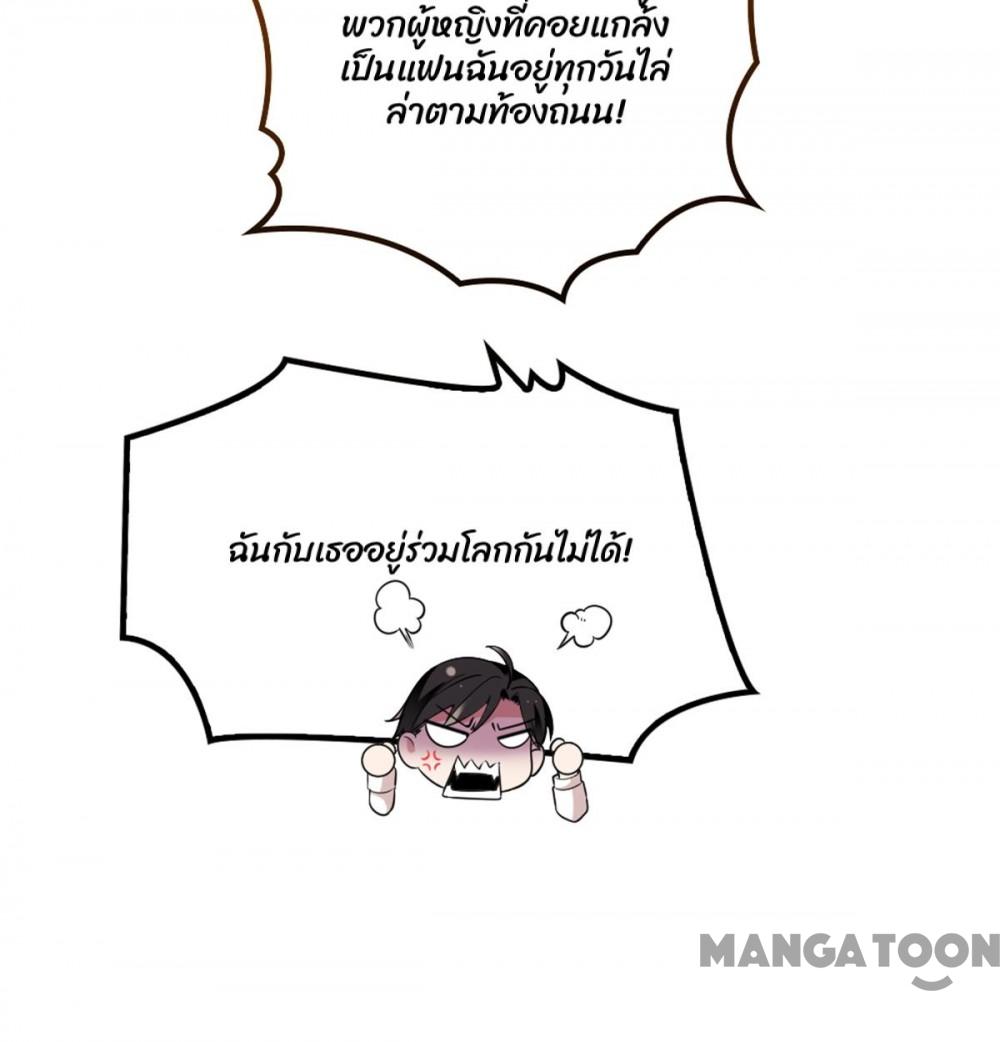 พวกผู้หญิงที่คอยแกล้ง
เป็นแฟนฉันอยู่ทุกวันไล่
ล่าตามท้องถนน!
ฉันกับเธออยู่ร่วมโลกกันไม่ได้!
MANGATOON